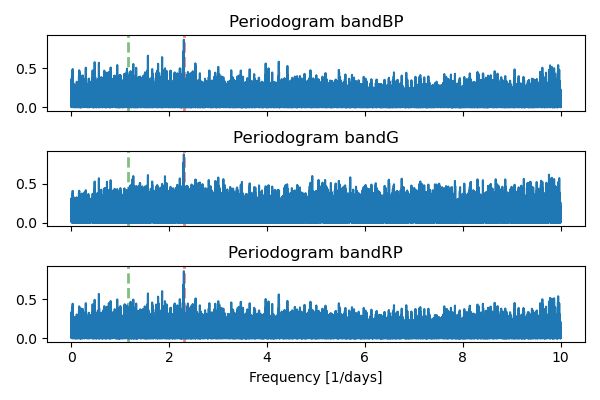 Periodogram bandBP
0.5
0.0
Periodogram bandG
0.5
0.0
Periodogram bandRP
0.5
0.0
0 2 4 6 8 10
Frequency [1/days]